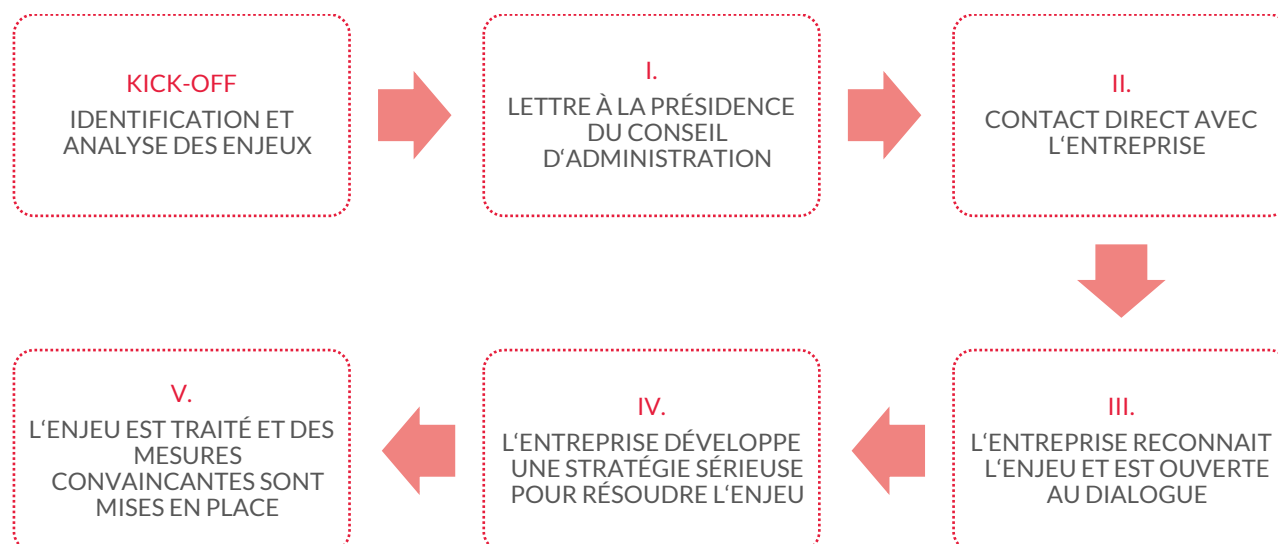 KICK-OFF
IDENTIFICATION ET
ANALYSE DES ENJEUX
I.
LETTRE À LA PRÉSIDENCE
DU CONSEIL
D‘ADMINISTRATION
II.
CONTACT DIRECT AVEC
L‘ENTREPRISE
III.
L‘ENTREPRISE RECONNAIT
L‘ENJEU ET EST OUVERTE
AU DIALOGUE
IV.
L‘ENTREPRISE DÉVELOPPE
UNE STRATÉGIE SÉRIEUSE
POUR RÉSOUDRE L‘ENJEU
V.
L‘ENJEU EST TRAITÉ ET DES
MESURES
CONVAINCANTES SONT
MISES EN PLACE